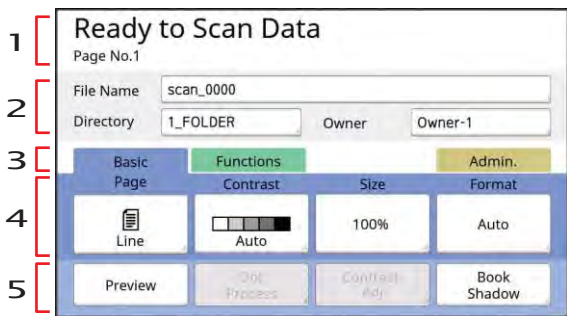 1
Ready to Scan Data
Page No.1
2
File Name scan_0000
Directory 1_FOLDER Owner Owner-1
3
Basic Functions Admin.
4
Page Contrast Size Format
Line Auto 100% Auto
5
Preview Dot Process Contrast Adj. Book Shadow